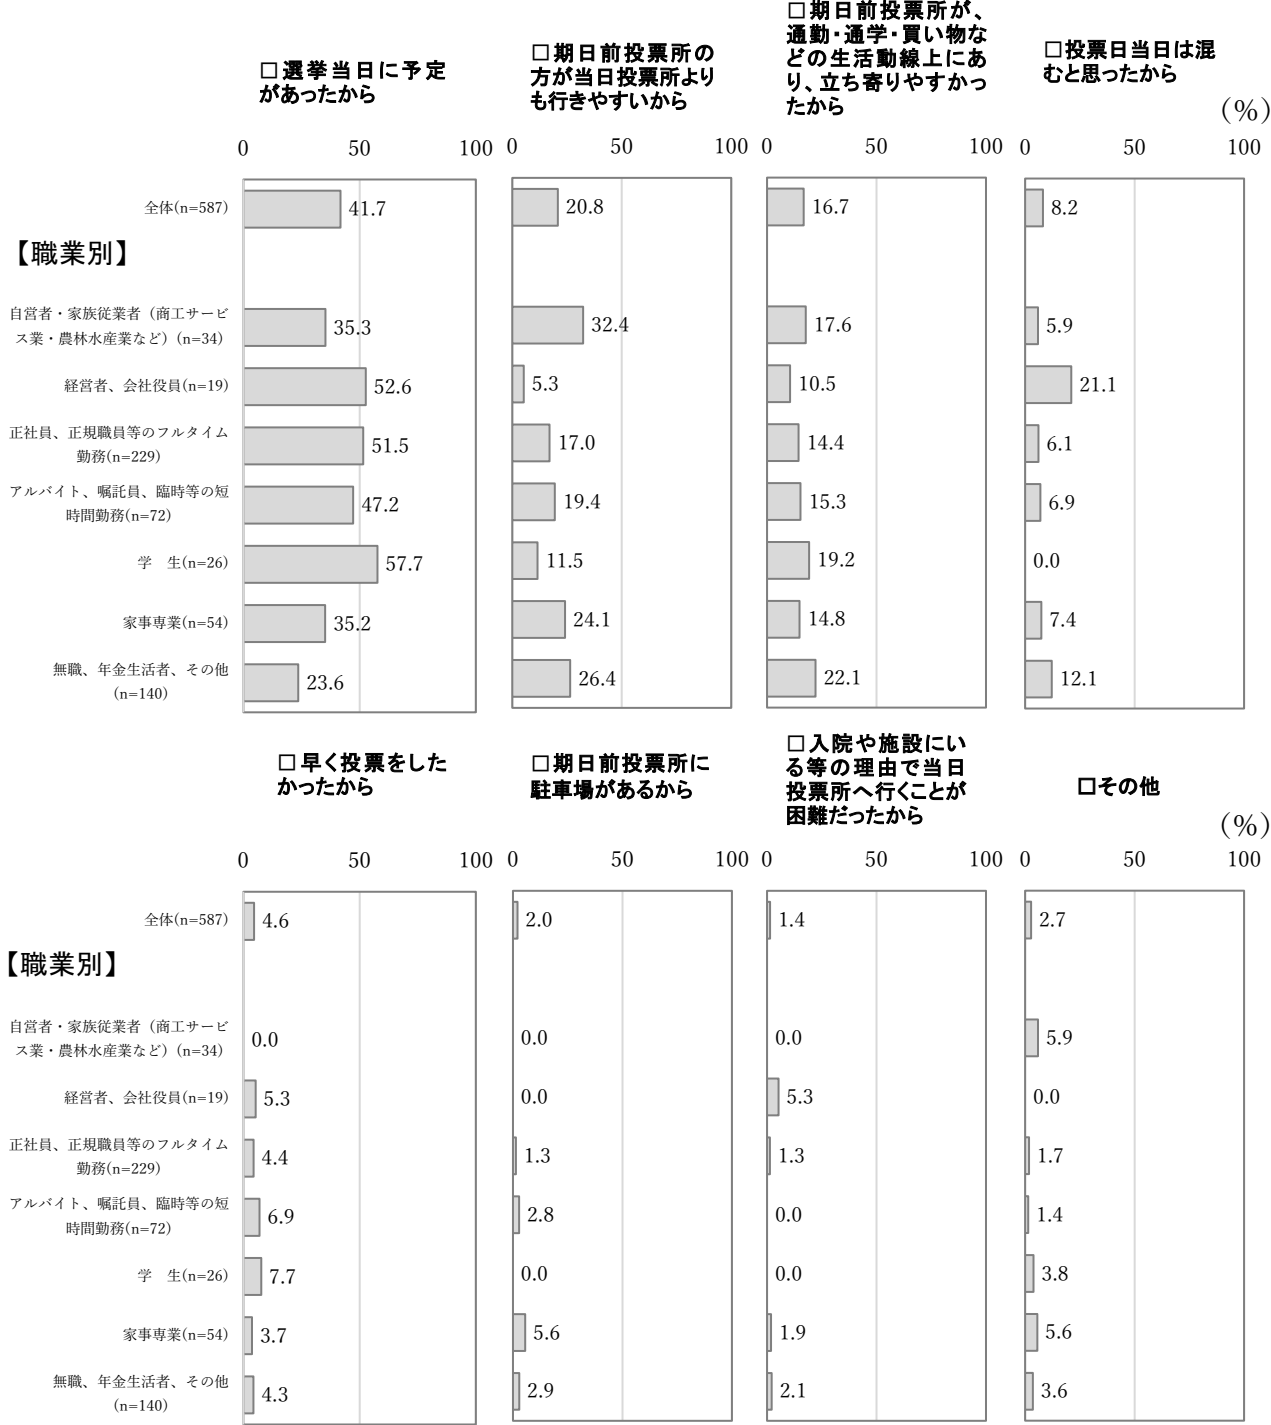 □選挙当日に予定
があったから
□期日前投票所の
方が当日投票所より
も行きやすいから
□期日前投票所が、
通勤・通学・買い物な
どの生活動線上にあ
り、立ち寄りやすかっ
たから
□投票日当日は混
むと思ったから
(%)
0 50 100 0 50 100 0 50 100 0 50 100
全体(n=587) 41.7 20.8 16.7 8.2
【職業別】
自営者・家族従業者（商工サービ
ス業・農林水産業など）(n=34) 35.3 32.4 17.6 5.9
経営者、会社役員(n=19) 52.6 5.3 10.5 21.1
正社員、正規職員等のフルタイム
勤務(n=229) 51.5 17.0 14.4 6.1
アルバイト、嘱託員、臨時等の短
時間勤務(n=72) 47.2 19.4 15.3 6.9
学　生(n=26) 57.7 11.5 19.2 0.0
家事専業(n=54) 35.2 24.1 14.8 7.4
無職、年金生活者、その他
(n=140) 23.6 26.4 22.1 12.1
□早く投票をした
かったから
□期日前投票所に
駐車場があるから
□入院や施設にい
る等の理由で当日
投票所へ行くことが
困難だったから
□その他
(%)
0 50 100 0 50 100 0 50 100 0 50 100
全体(n=587) 4.6 2.0 1.4 2.7
【職業別】
自営者・家族従業者（商工サービ
ス業・農林水産業など）(n=34) 0.0 0.0 0.0 5.9
経営者、会社役員(n=19) 5.3 0.0 5.3 0.0
正社員、正規職員等のフルタイム
勤務(n=229) 4.4 1.3 1.3 1.7
アルバイト、嘱託員、臨時等の短
時間勤務(n=72) 6.9 2.8 0.0 1.4
学　生(n=26) 7.7 0.0 0.0 3.8
家事専業(n=54) 3.7 5.6 1.9 5.6
無職、年金生活者、その他
(n=140) 4.3 2.9 2.1 3.6